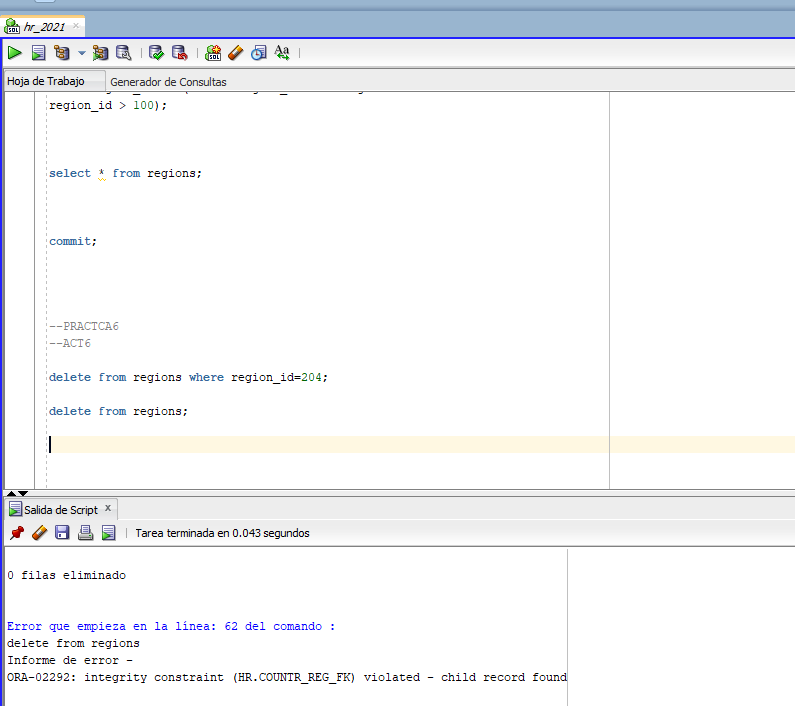 hr_2021
Hoja de Trabajo
Generador de Consultas
region_id > 100);
select * from regions;
commit;
--PRACTCA6
--ACT6
delete from regions where region_id=204;
delete from regions;
Salida de Script
Tarea terminada en 0.043 segundos
0 filas eliminado
Error que empieza en la línea: 62 del comando :
delete from regions
Informe de error -
ORA-02292: integrity constraint (HR.COUNTR_REG_FK) violated - child record found